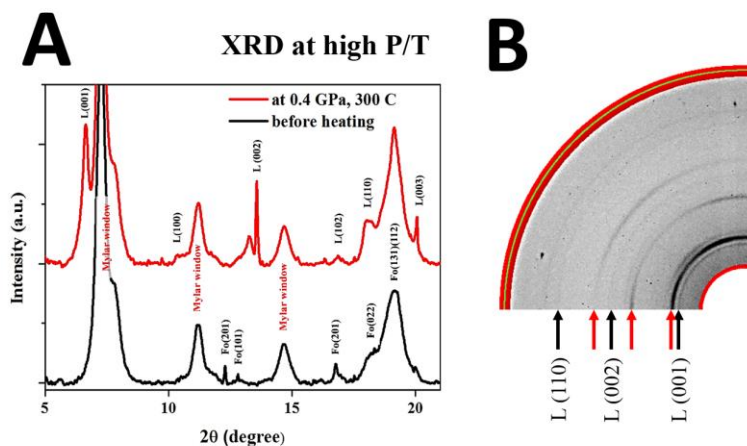 A
XRD at high P/T
B
at 0.4 GPa, 300 C
before heating
Intensity (a.u.)
L(001)
Mylar window
L(100)
Mylar window
L (002)
Mylar window
L(102)
L(110)
L(003)
Fo(201)
Fo(101)
Fo(201)
Fo(022)
Fo(131)(112)
5
10
15
20
2θ (degree)
L (110)
L (002)
L (001)